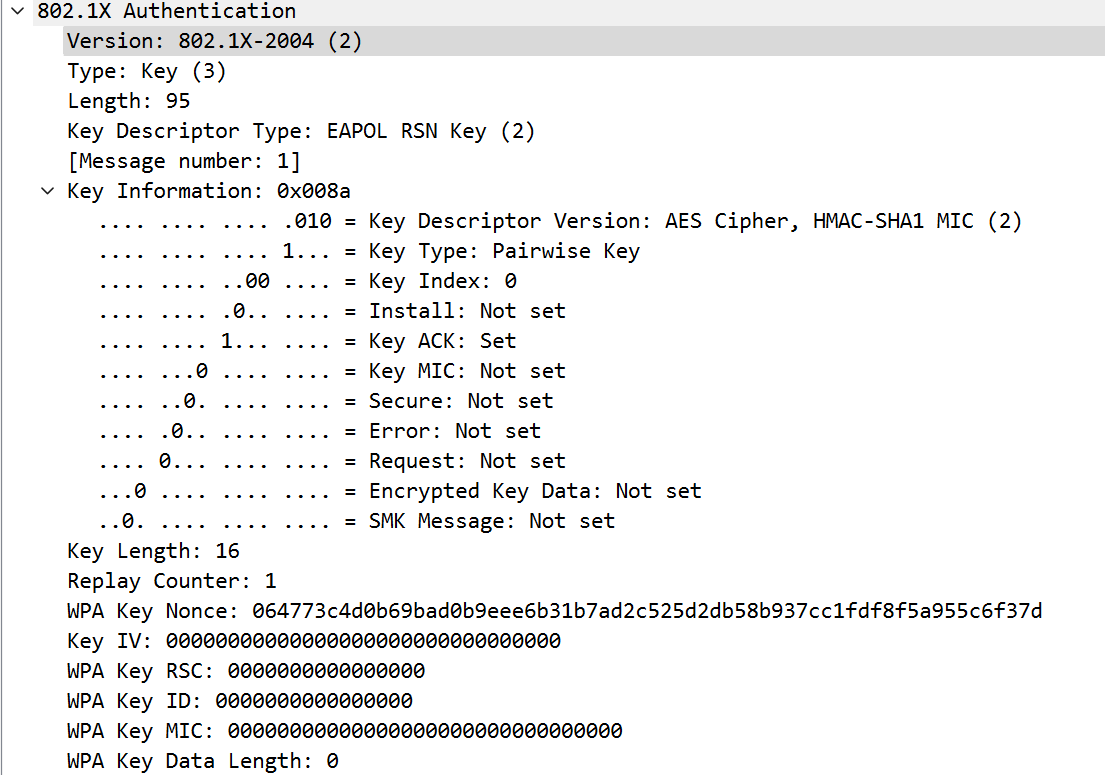 802.1X Authentication
Version: 802.1X-2004 (2)
Type: Key (3)
Length: 95
Key Descriptor Type: EAPOL RSN Key (2)
[Message number: 1]
Key Information: 0x008a
.... .... .... .010 = Key Descriptor Version: AES Cipher, HMAC-SHA1 MIC (2)
.... .... .... 1... = Key Type: Pairwise Key
.... .... ..00 .... = Key Index: 0
.... .... .0.. .... = Install: Not set
.... .... 1... .... = Key ACK: Set
.... ...0 .... .... = Key MIC: Not set
.... ..0. .... .... = Secure: Not set
.... .0.. .... .... = Error: Not set
.... 0... .... .... = Request: Not set
...0 .... .... .... = Encrypted Key Data: Not set
..0. .... .... .... = SMK Message: Not set
Key Length: 16
Replay Counter: 1
WPA Key Nonce: 064773c4d0b69bad0b9eee6b31b7ad2c525d2db58b937cc1fdf8f5a955c6f37d
Key IV: 00000000000000000000000000000000
WPA Key RSC: 0000000000000000
WPA Key ID: 0000000000000000
WPA Key MIC: 00000000000000000000000000000000
WPA Key Data Length: 0